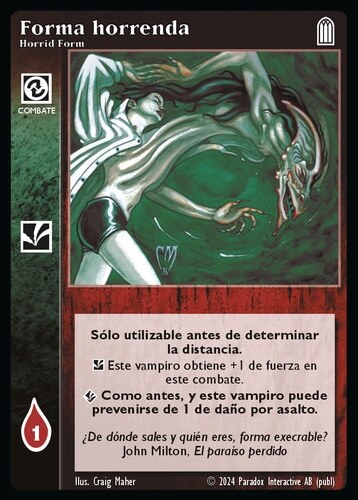 Forma horrenda
Horrid Form
COMBATE
CM
Sólo utilizable antes de determinar
la distancia.
Este vampiro obtiene +1 de fuerza en
este combate.
Como antes, y este vampiro puede
prevenirse de 1 de daño por asalto.
¿De dónde sales y quién eres, forma execrable?
John Milton, El paraíso perdido
1
Ilus. Craig Maher
© 2024 Paradox Interactive AB (publ)